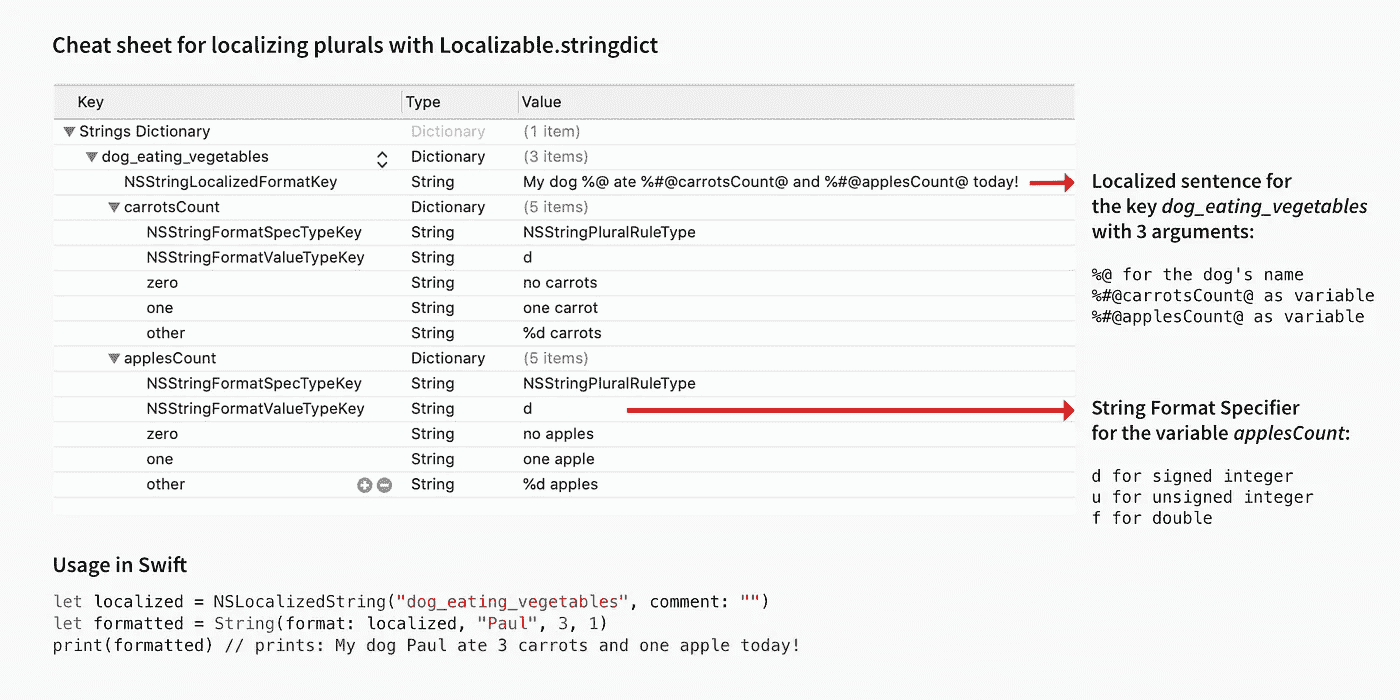 Cheat sheet for localizing plurals with Localizable.stringdict
Key Type Value
Strings Dictionary Dictionary (1 item)
dog_eating_vegetables Dictionary (3 items)
NSStringLocalizedFormatKey String My dog %@ ate %#@carrotsCount@ and %#@applesCount@ today!
carrotsCount Dictionary (5 items)
NSStringFormatSpecTypeKey String NSStringPluralRuleType
NSStringFormatValueTypeKey String d
zero String no carrots
one String one carrot
other String %d carrots
applesCount Dictionary (5 items)
NSStringFormatSpecTypeKey String NSStringPluralRuleType
NSStringFormatValueTypeKey String d
zero String no apples
one String one apple
other String %d apples
Localized sentence for
the key dog_eating_vegetables
with 3 arguments:
%@ for the dog's name
%#@carrotsCount@ as variable
%#@applesCount@ as variable
String Format Specifier
for the variable applesCount:
d for signed integer
u for unsigned integer
f for double
Usage in Swift
let localized = NSLocalizedString("dog_eating_vegetables", comment: "")
let formatted = String(format: localized, "Paul", 3, 1)
print(formatted) // prints: My dog Paul ate 3 carrots and one apple today!